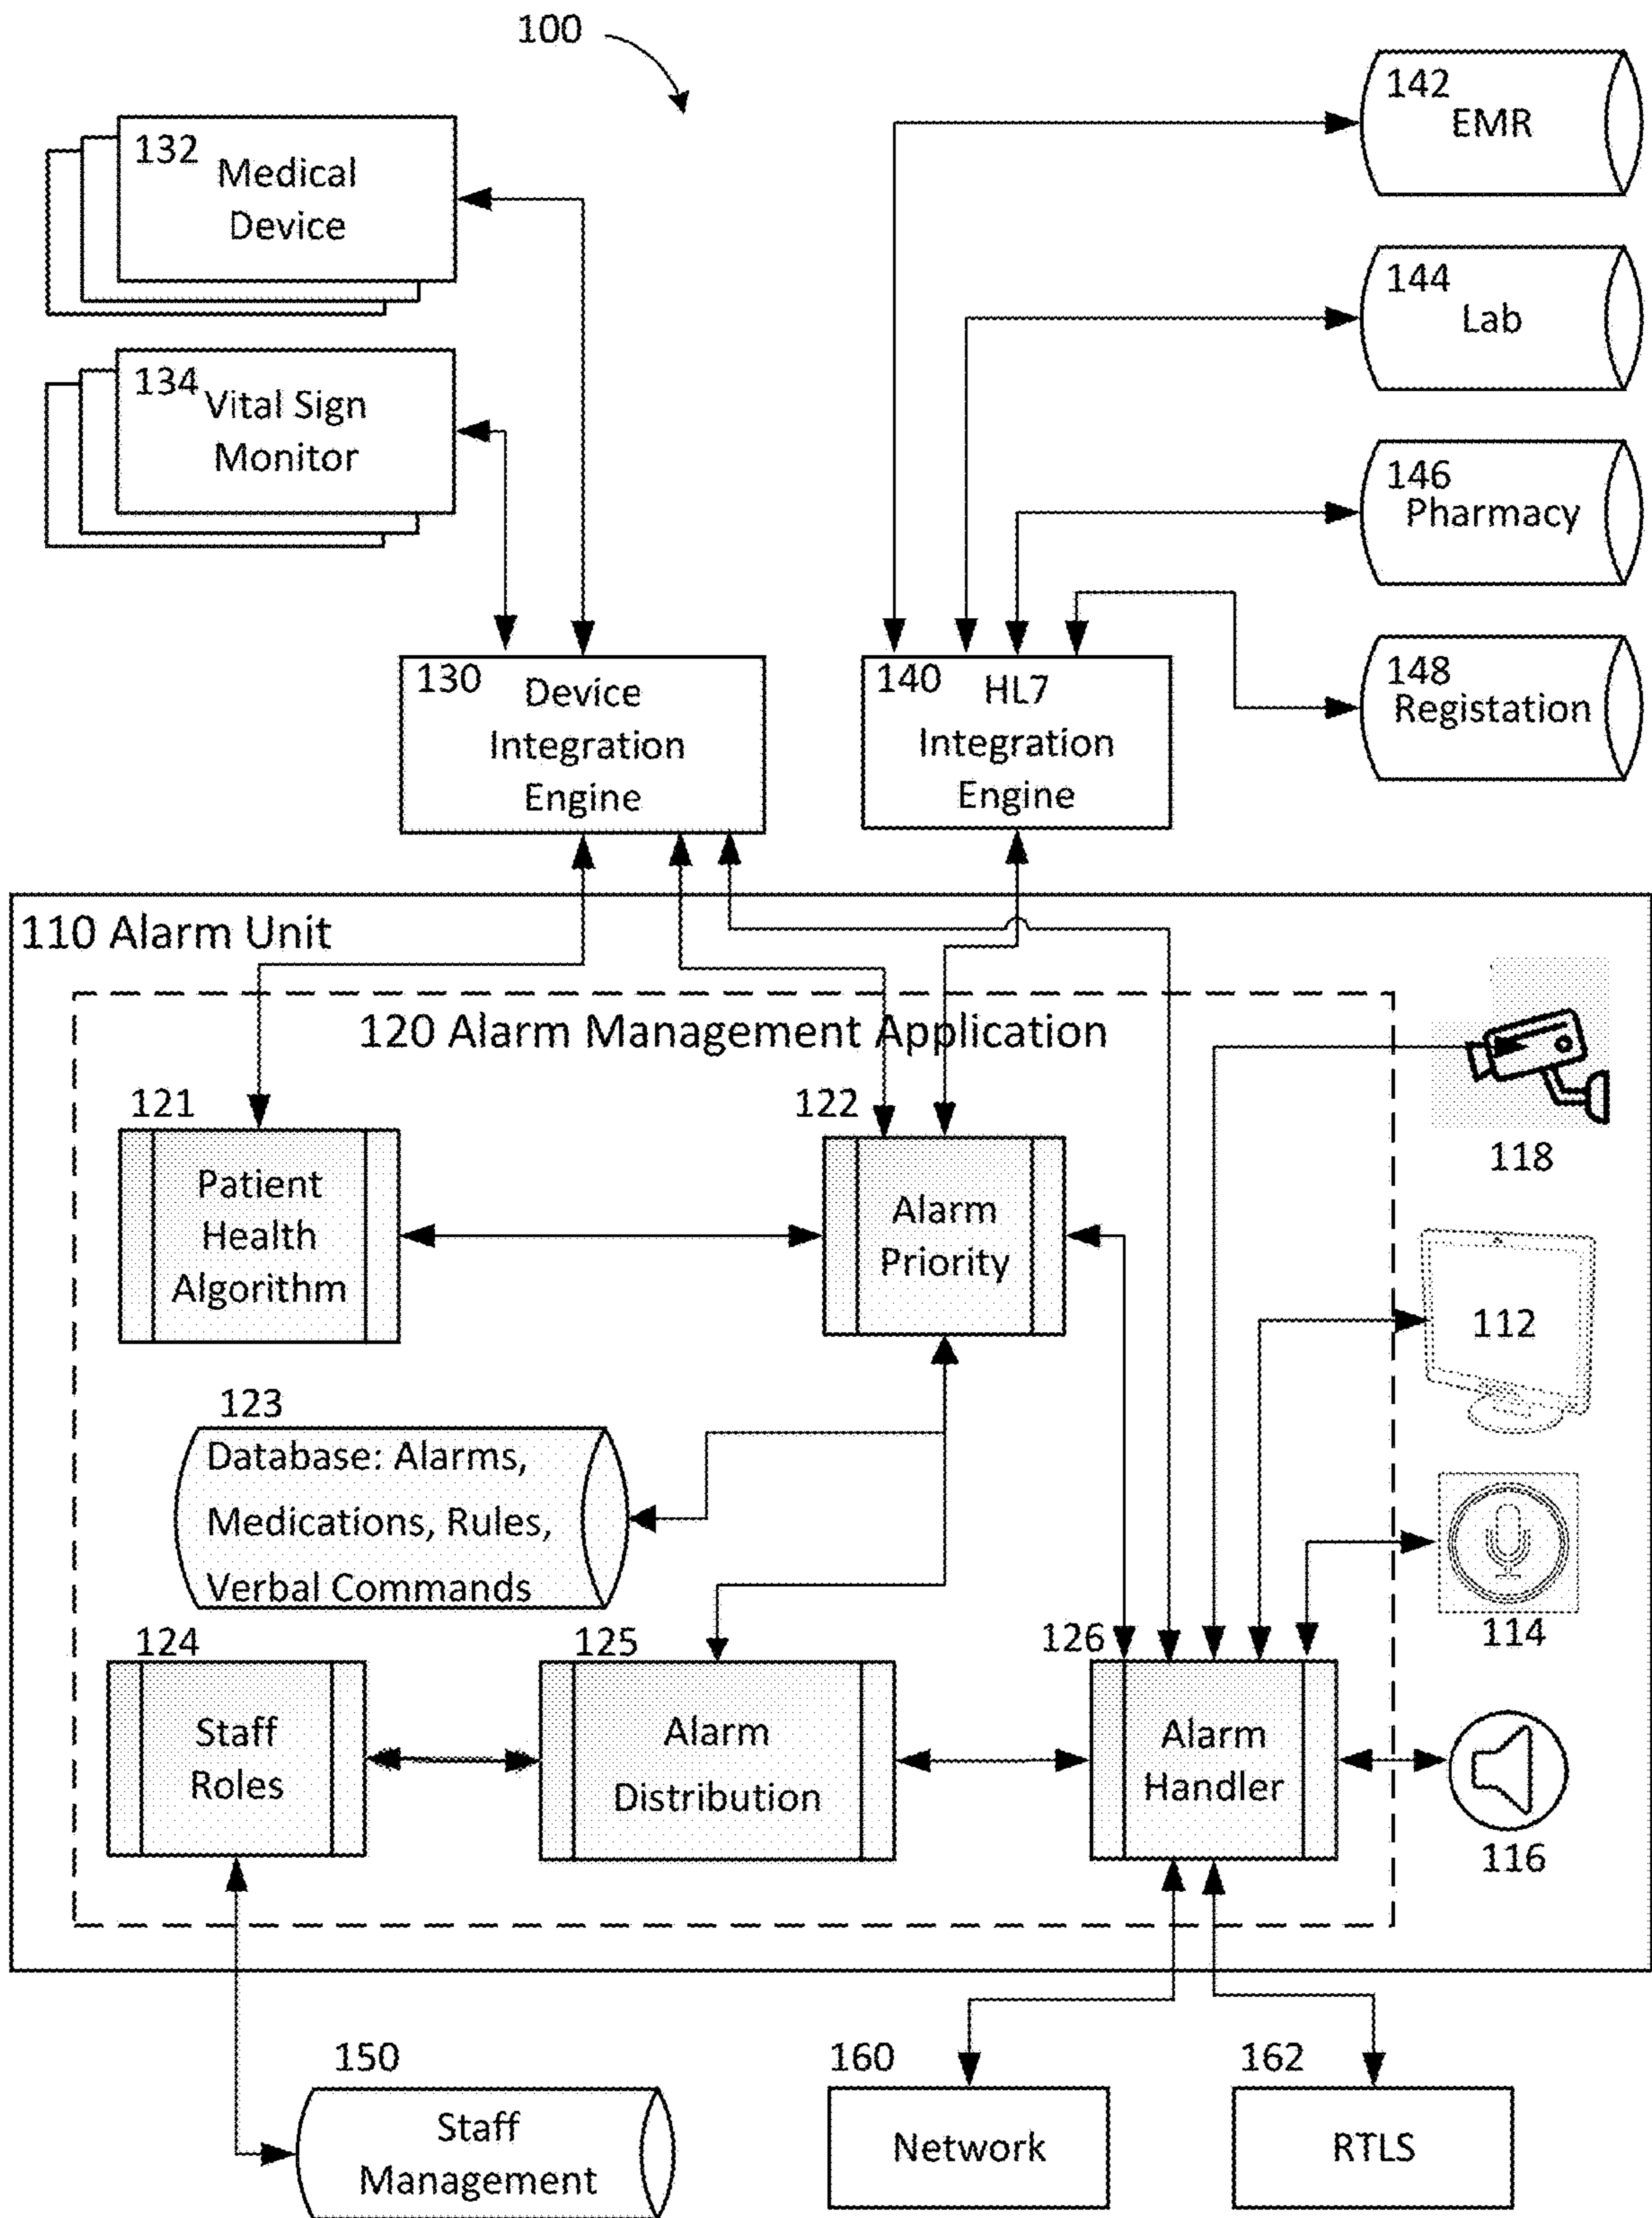 100
142
EMR
132
Medical
Device
144
Lab
134
Vital Sign
Monitor
146
Pharmacy
130
Device
Integration
Engine
140
HL7
Integration
Engine
148
Registation
110 Alarm Unit
120 Alarm Management Application
118
121
Patient
Health
Algorithm
122
Alarm
Priority
112
123
Database: Alarms,
Medications, Rules,
Verbal Commands
114
124
Staff
Roles
125
Alarm
Distribution
126
Alarm
Handler
116
150
Staff
Management
160
Network
162
RTLS